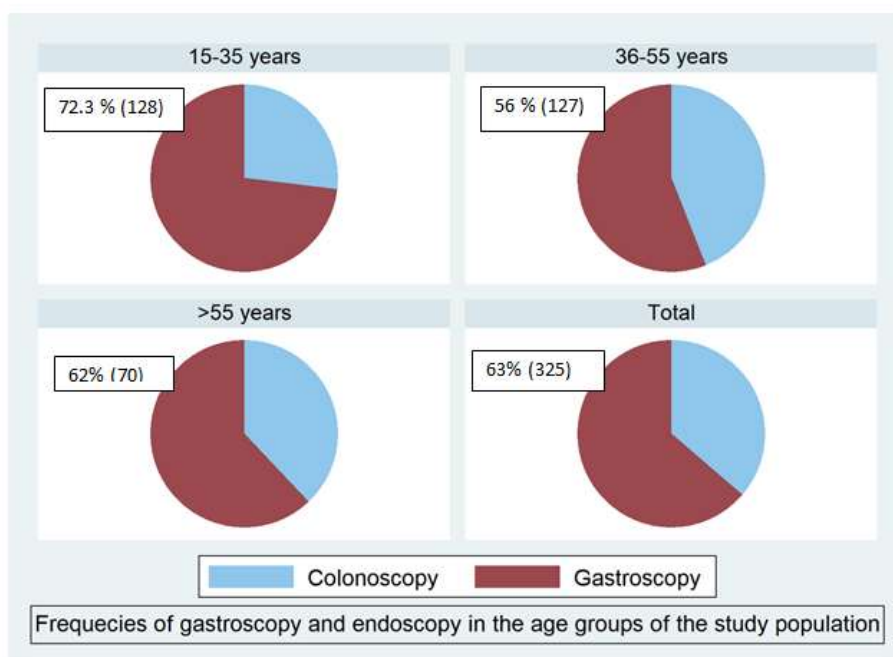 15-35 years
72.3 % (128)
36-55 years
56 % (127)
>55 years
62% (70)
Total
63% (325)
Colonoscopy
Gastroscopy
Frequecies of gastroscopy and endoscopy in the age groups of the study population